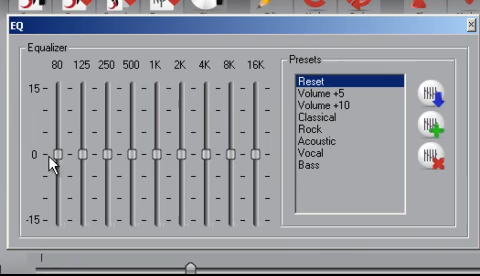 EQ
Equalizer
80 125 250 500 1K 2K 4K 8K 16K
15
0
-15
Presets
Reset
Volume +5
Volume +10
Classical
Rock
Acoustic
Vocal
Bass